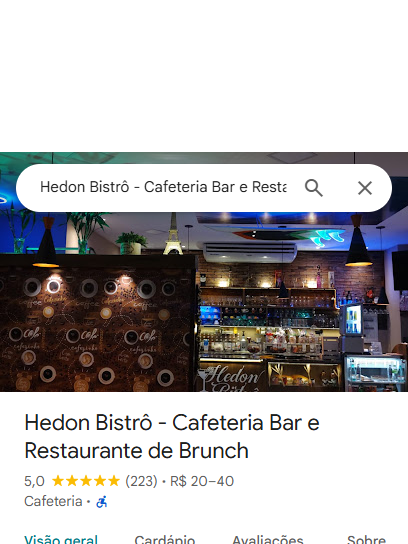 Hedon Bistrô - Cafeteria Bar e Resta
Hedon
Hedon Bistrô - Cafeteria Bar e
Restaurante de Brunch
5,0 (223) • R$ 20–40
Cafeteria •
Visão geral Cardápio Avaliações Sobre